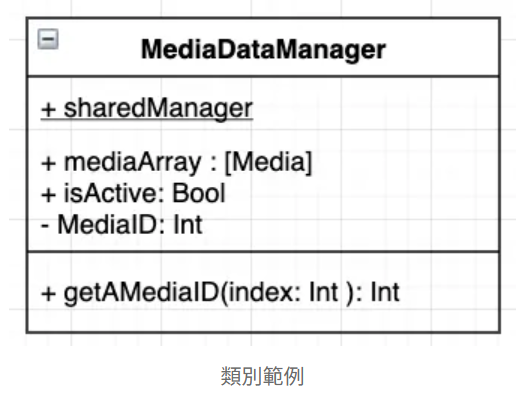 MediaDataManager
+ sharedManager
+ mediaArray : [Media]
+ isActive: Bool
- MediaID: Int
+ getAMediaID(index: Int ): Int
類別範例